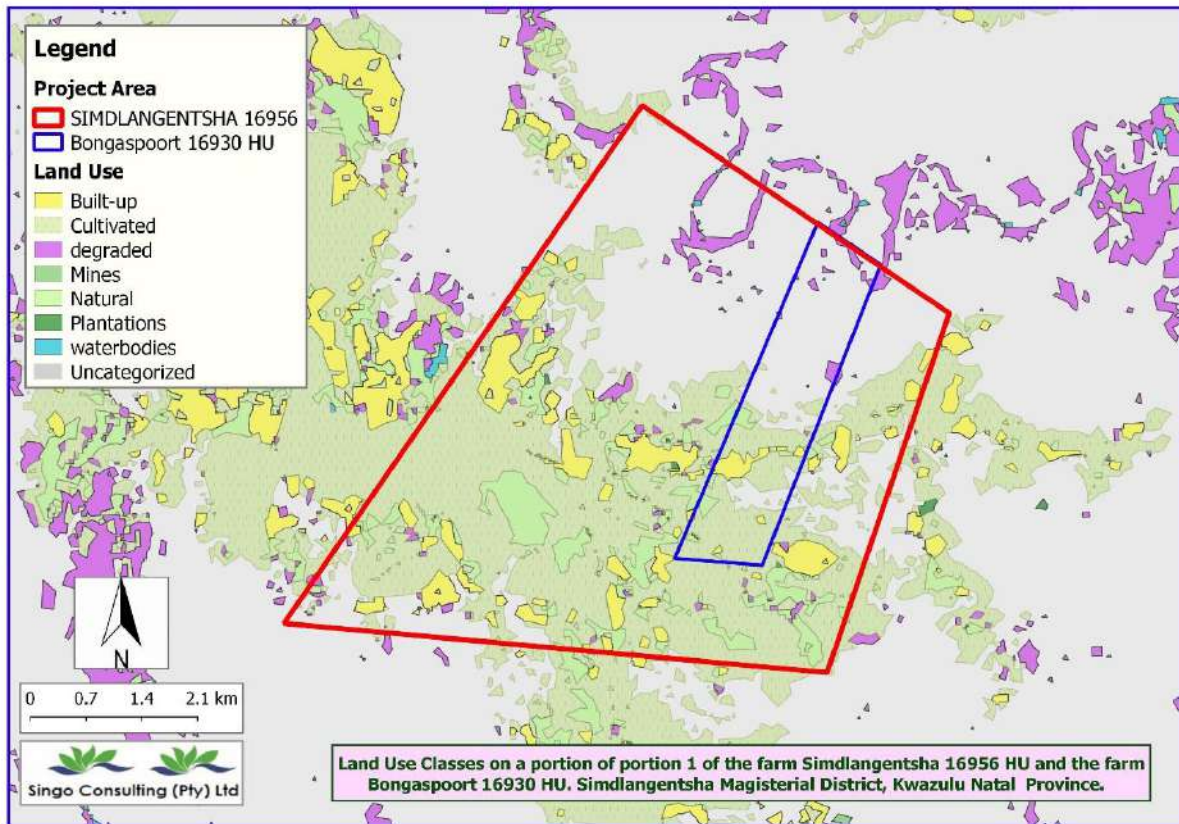 Legend
Project Area
SIMDLANGENTSHA 16956
Bongaspoort 16930 HU
Land Use
Built-up
Cultivated
degraded
Mines
Natural
Plantations
waterbodies
Uncategorized
N
0 0.7 1.4 2.1 km
Singo Consulting (Pty) Ltd
Land Use Classes on a portion of portion 1 of the farm Simdlangentsha 16956 HU and the farm
Bongaspoort 16930 HU. Simdlangentsha Magisterial District, Kwazulu Natal Province.